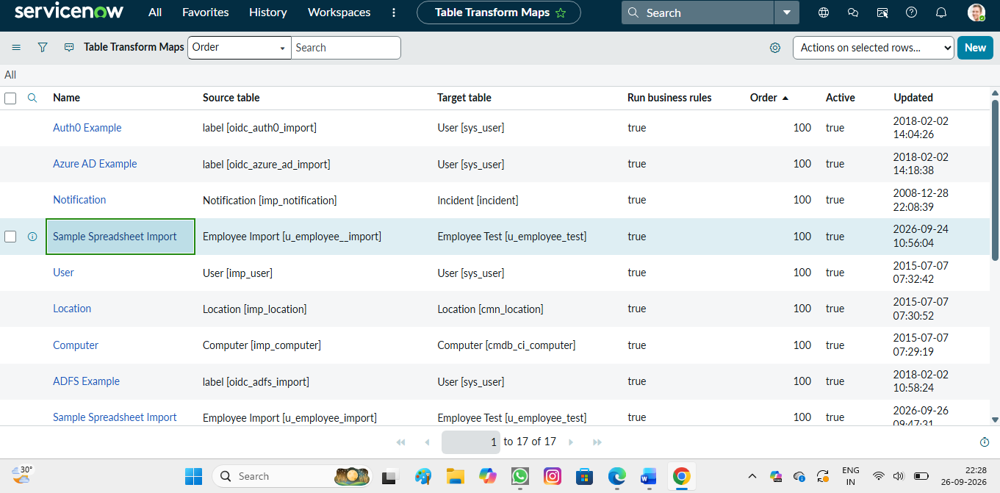 servicenow All Favorites History Workspaces Table Transform Maps Search
Table Transform Maps Order Search Actions on selected rows... New
All
Name Source table Target table Run business rules Order Active Updated
Auth0 Example label [oidc_auth0_import] User [sys_user] true 100 true 2018-02-02 14:04:26
Azure AD Example label [oidc_azure_ad_import] User [sys_user] true 100 true 2018-02-02 14:18:38
Notification Notification [imp_notification] Incident [incident] true 100 true 2008-12-28 22:08:39
Sample Spreadsheet Import Employee Import [u_employee__import] Employee Test [u_employee_test] true 100 true 2026-09-24 10:56:04
User User [imp_user] User [sys_user] true 100 true 2015-07-07 07:32:42
Location Location [imp_location] Location [cmn_location] true 100 true 2015-07-07 07:30:52
Computer Computer [imp_computer] Computer [cmdb_ci_computer] true 100 true 2015-07-07 07:29:19
ADFS Example label [oidc_adfs_import] User [sys_user] true 100 true 2018-02-02 10:58:24
Sample Spreadsheet Import Employee Import [u_employee_import] Employee Test [u_employee_test] true 100 true 2026-09-26 09:47:31
1 to 17 of 17
30° Search ENG 22:28
IN 26-09-2026